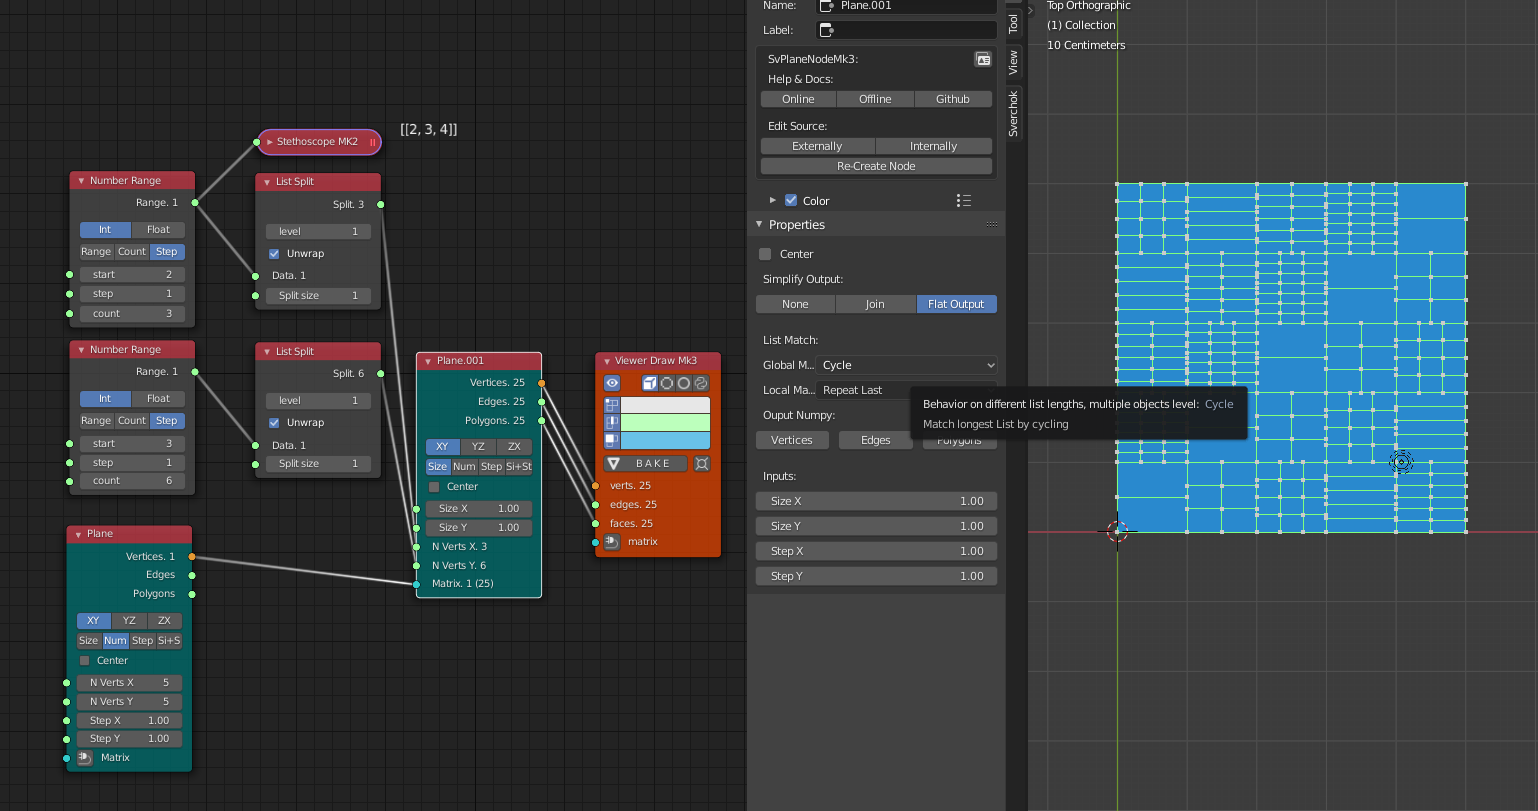 [[2, 3, 4]]
Stethoscope MK2
Number Range
Range. 1
Int Float
Range Count Step
start 2
step 1
count 3
List Split
Split. 3
level 1
Unwrap
Data. 1
Split size 1
Number Range
Range. 1
Int Float
Range Count Step
start 3
step 1
count 6
List Split
Split. 6
level 1
Unwrap
Data. 1
Split size 1
Plane
Vertices. 1
Edges
Polygons
XY YZ ZX
Size Num Step Si+S
Center
N Verts X 5
N Verts Y 5
Step X 1.00
Step Y 1.00
Matrix
Plane.001
Vertices. 25
Edges. 25
Polygons. 25
XY YZ ZX
Size Num Step Si+St
Center
Size X 1.00
Size Y 1.00
N Verts X. 3
N Verts Y. 6
Matrix. 1 (25)
Viewer Draw Mk3
BAKE
verts. 25
edges. 25
faces. 25
matrix
Name: Plane.001
Label:
SvPlaneNodeMk3:
Help & Docs:
Online Offline Github
Edit Source:
Externally Internally
Re-Create Node
Color
Properties
Center
Simplify Output:
None Join Flat Output
List Match:
Global M... Cycle
Local Ma... Repeat Last
Ouput Numpy:
Vertices Edges Polygons
Inputs:
Size X 1.00
Size Y 1.00
Step X 1.00
Step Y 1.00
Tool
View
Sverchok
Top Orthographic
(1) Collection
10 Centimeters
Behavior on different list lengths, multiple objects level: Cycle
Match longest List by cycling